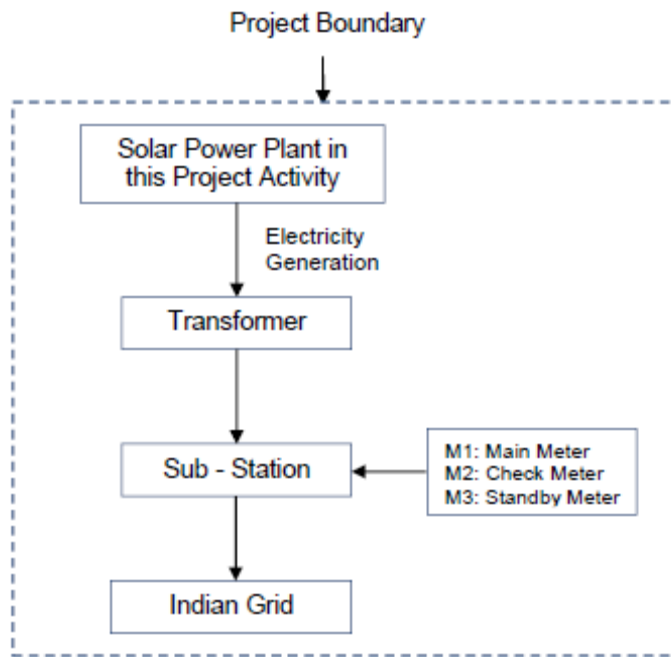 Project Boundary
Solar Power Plant in
this Project Activity
Electricity
Generation
Transformer
Sub - Station
M1: Main Meter
M2: Check Meter
M3: Standby Meter
Indian Grid